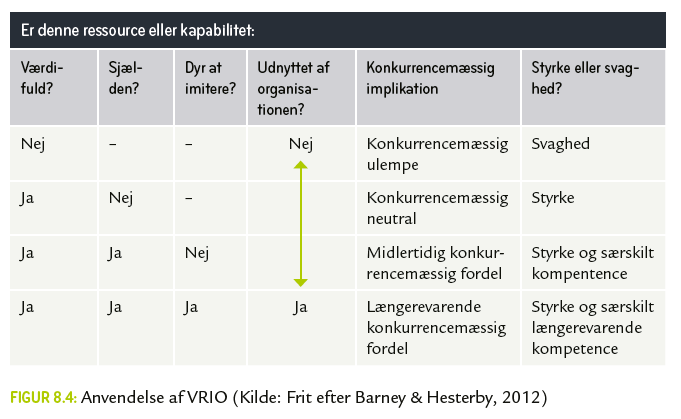 Er denne ressource eller kapabilitet:
Værdi- Sjæl- Dyr at Udnyttet af Konkurrencemæssig Styrke eller svag-
fuld? den? imitere? organisa- implikation hed?
tionen?
Nej – – Nej Konkurrencemæssig Svaghed
ulempe
Ja Nej – Konkurrencemæssig Styrke
neutral
Ja Ja Nej Midlertidig konkur- Styrke og særskilt
rencemæssig fordel kompentence
Ja Ja Ja Ja Længerevarende Styrke og særskilt
konkurrencemæssig længerevarende
fordel kompetence
FIGUR 8.4: Anvendelse af VRIO (Kilde: Frit efter Barney & Hesterby, 2012)